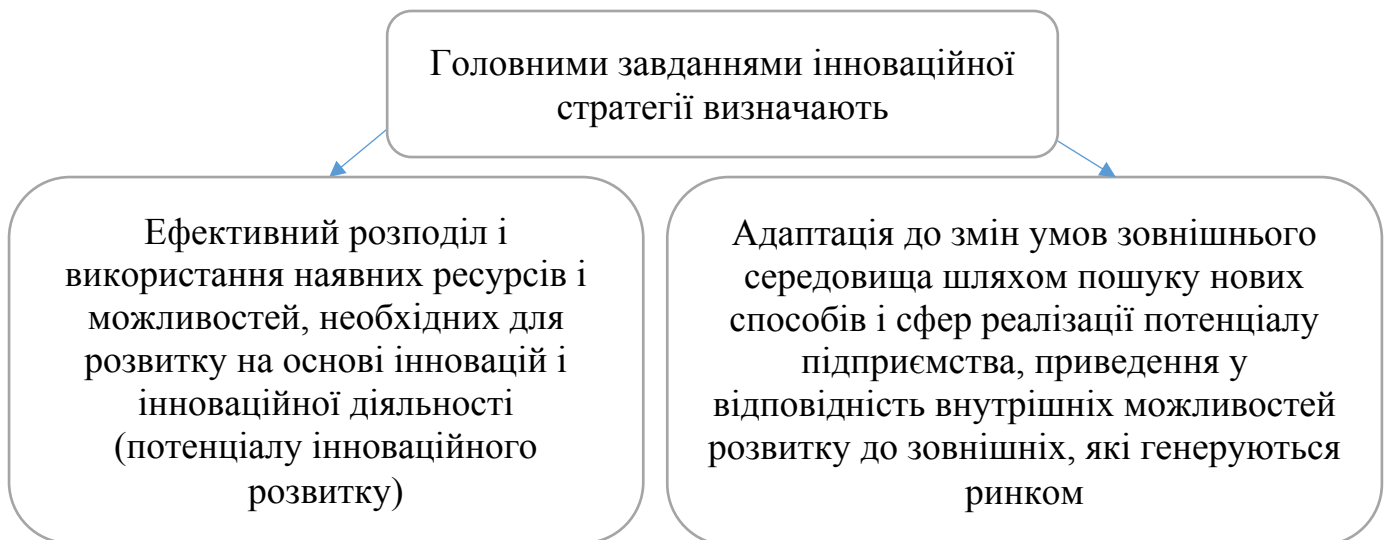 Головними завданнями інноваційної
стратегії визначають
Ефективний розподіл і
використання наявних ресурсів і
можливостей, необхідних для
розвитку на основі інновацій і
інноваційної діяльності
(потенціалу інноваційного
розвитку)
Адаптація до змін умов зовнішнього
середовища шляхом пошуку нових
способів і сфер реалізації потенціалу
підприємства, приведення у
відповідність внутрішніх можливостей
розвитку до зовнішніх, які генеруються
ринком